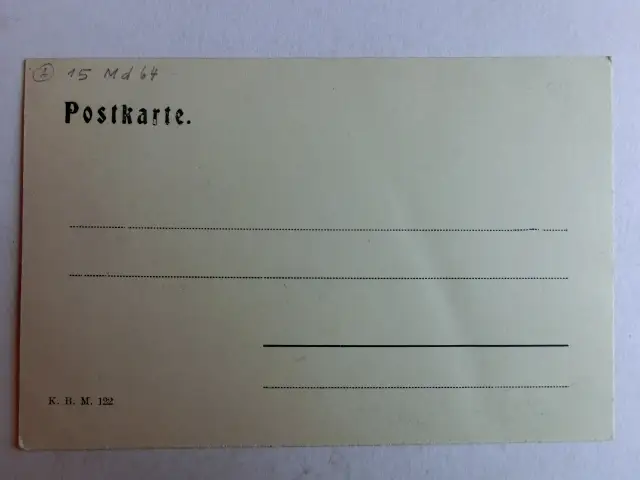 ② 15 Md 64
Postkarte.
K. B. M. 122